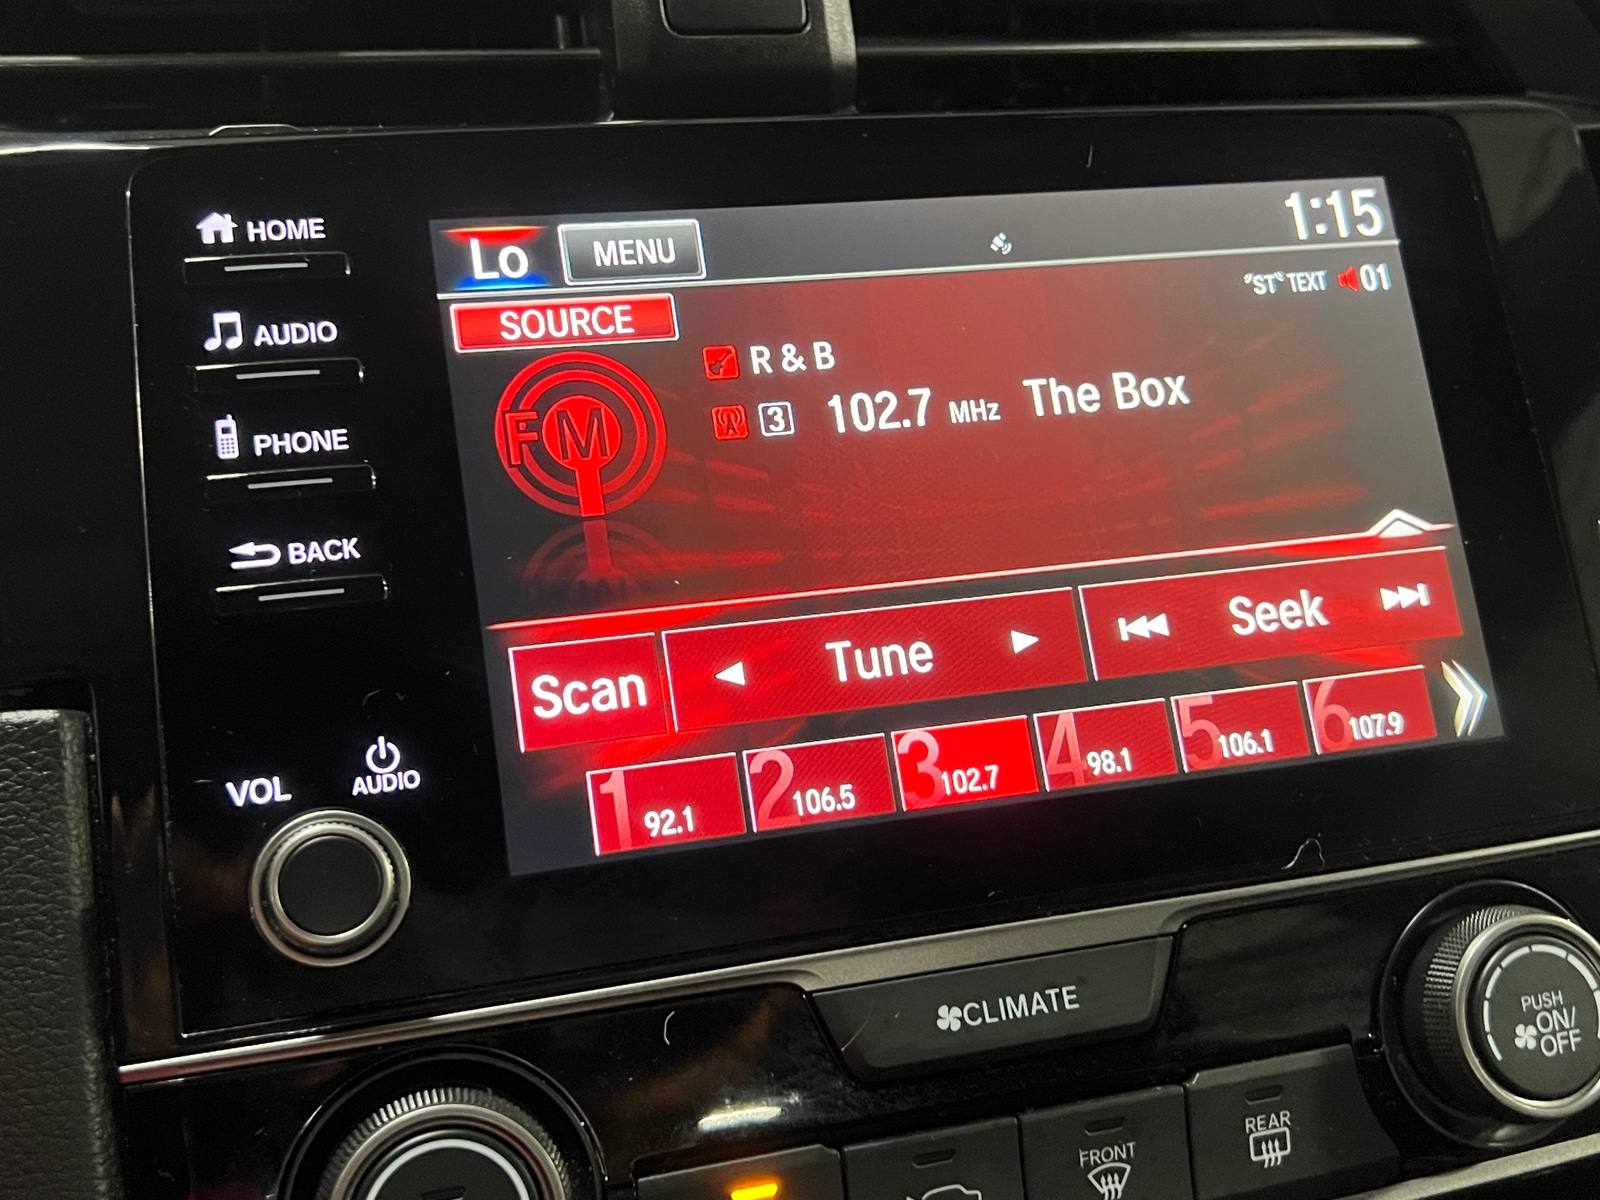 HOME
AUDIO
PHONE
BACK
VOL
AUDIO
Lo MENU 1:15
"ST" TEXT 01
SOURCE
FM
R & B
3 102.7 MHz The Box
Scan Tune Seek
1 92.1 2 106.5 3 102.7 4 98.1 5 106.1 6 107.9
CLIMATE
PUSH
ON/
OFF
FRONT
REAR